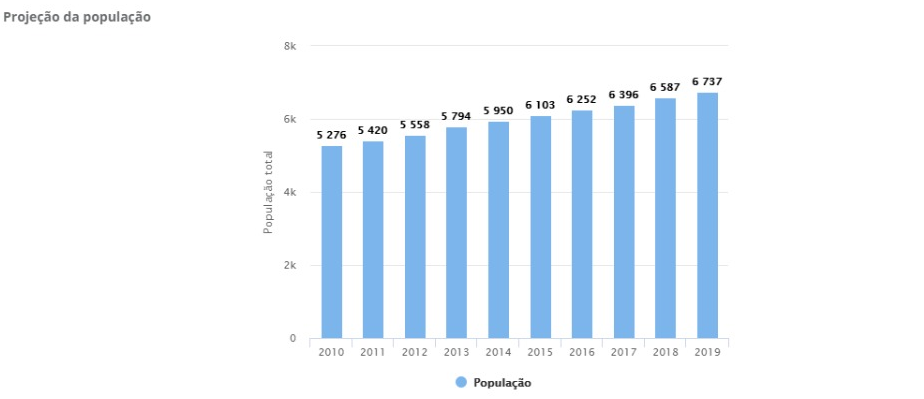 Projeção da população
8k
6k
4k
2k
0
População total
5 276
5 420
5 558
5 794
5 950
6 103
6 252
6 396
6 587
6 737
2010 2011 2012 2013 2014 2015 2016 2017 2018 2019
População